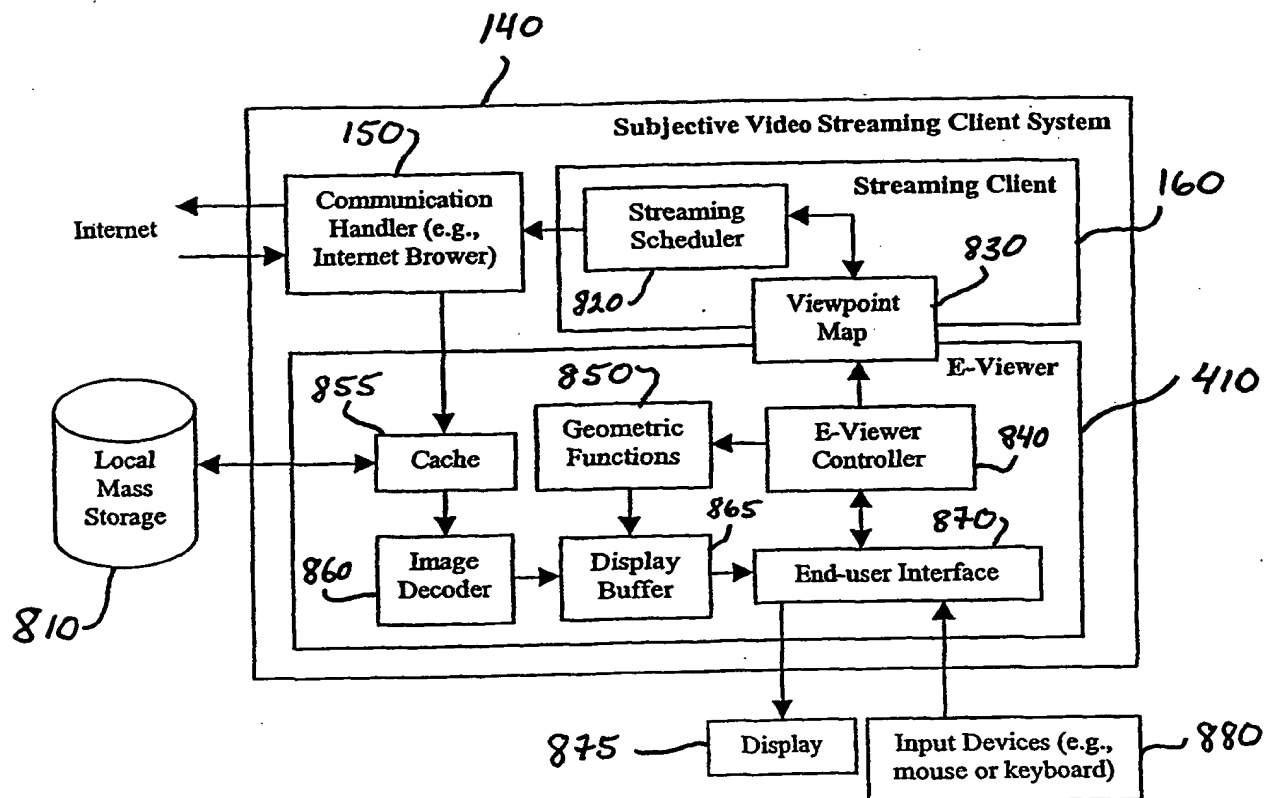 140
Subjective Video Streaming Client System
150
Communication
Handler (e.g.,
Internet Brower)
Internet
Streaming Client
160
Streaming
Scheduler
820
830
Viewpoint
Map
E-Viewer
410
855
850
Cache
Geometric
Functions
E-Viewer
Controller
840
Local
Mass
Storage
810
860
Image
Decoder
865
Display
Buffer
870
End-user Interface
875
Display
Input Devices (e.g.,
mouse or keyboard)
880